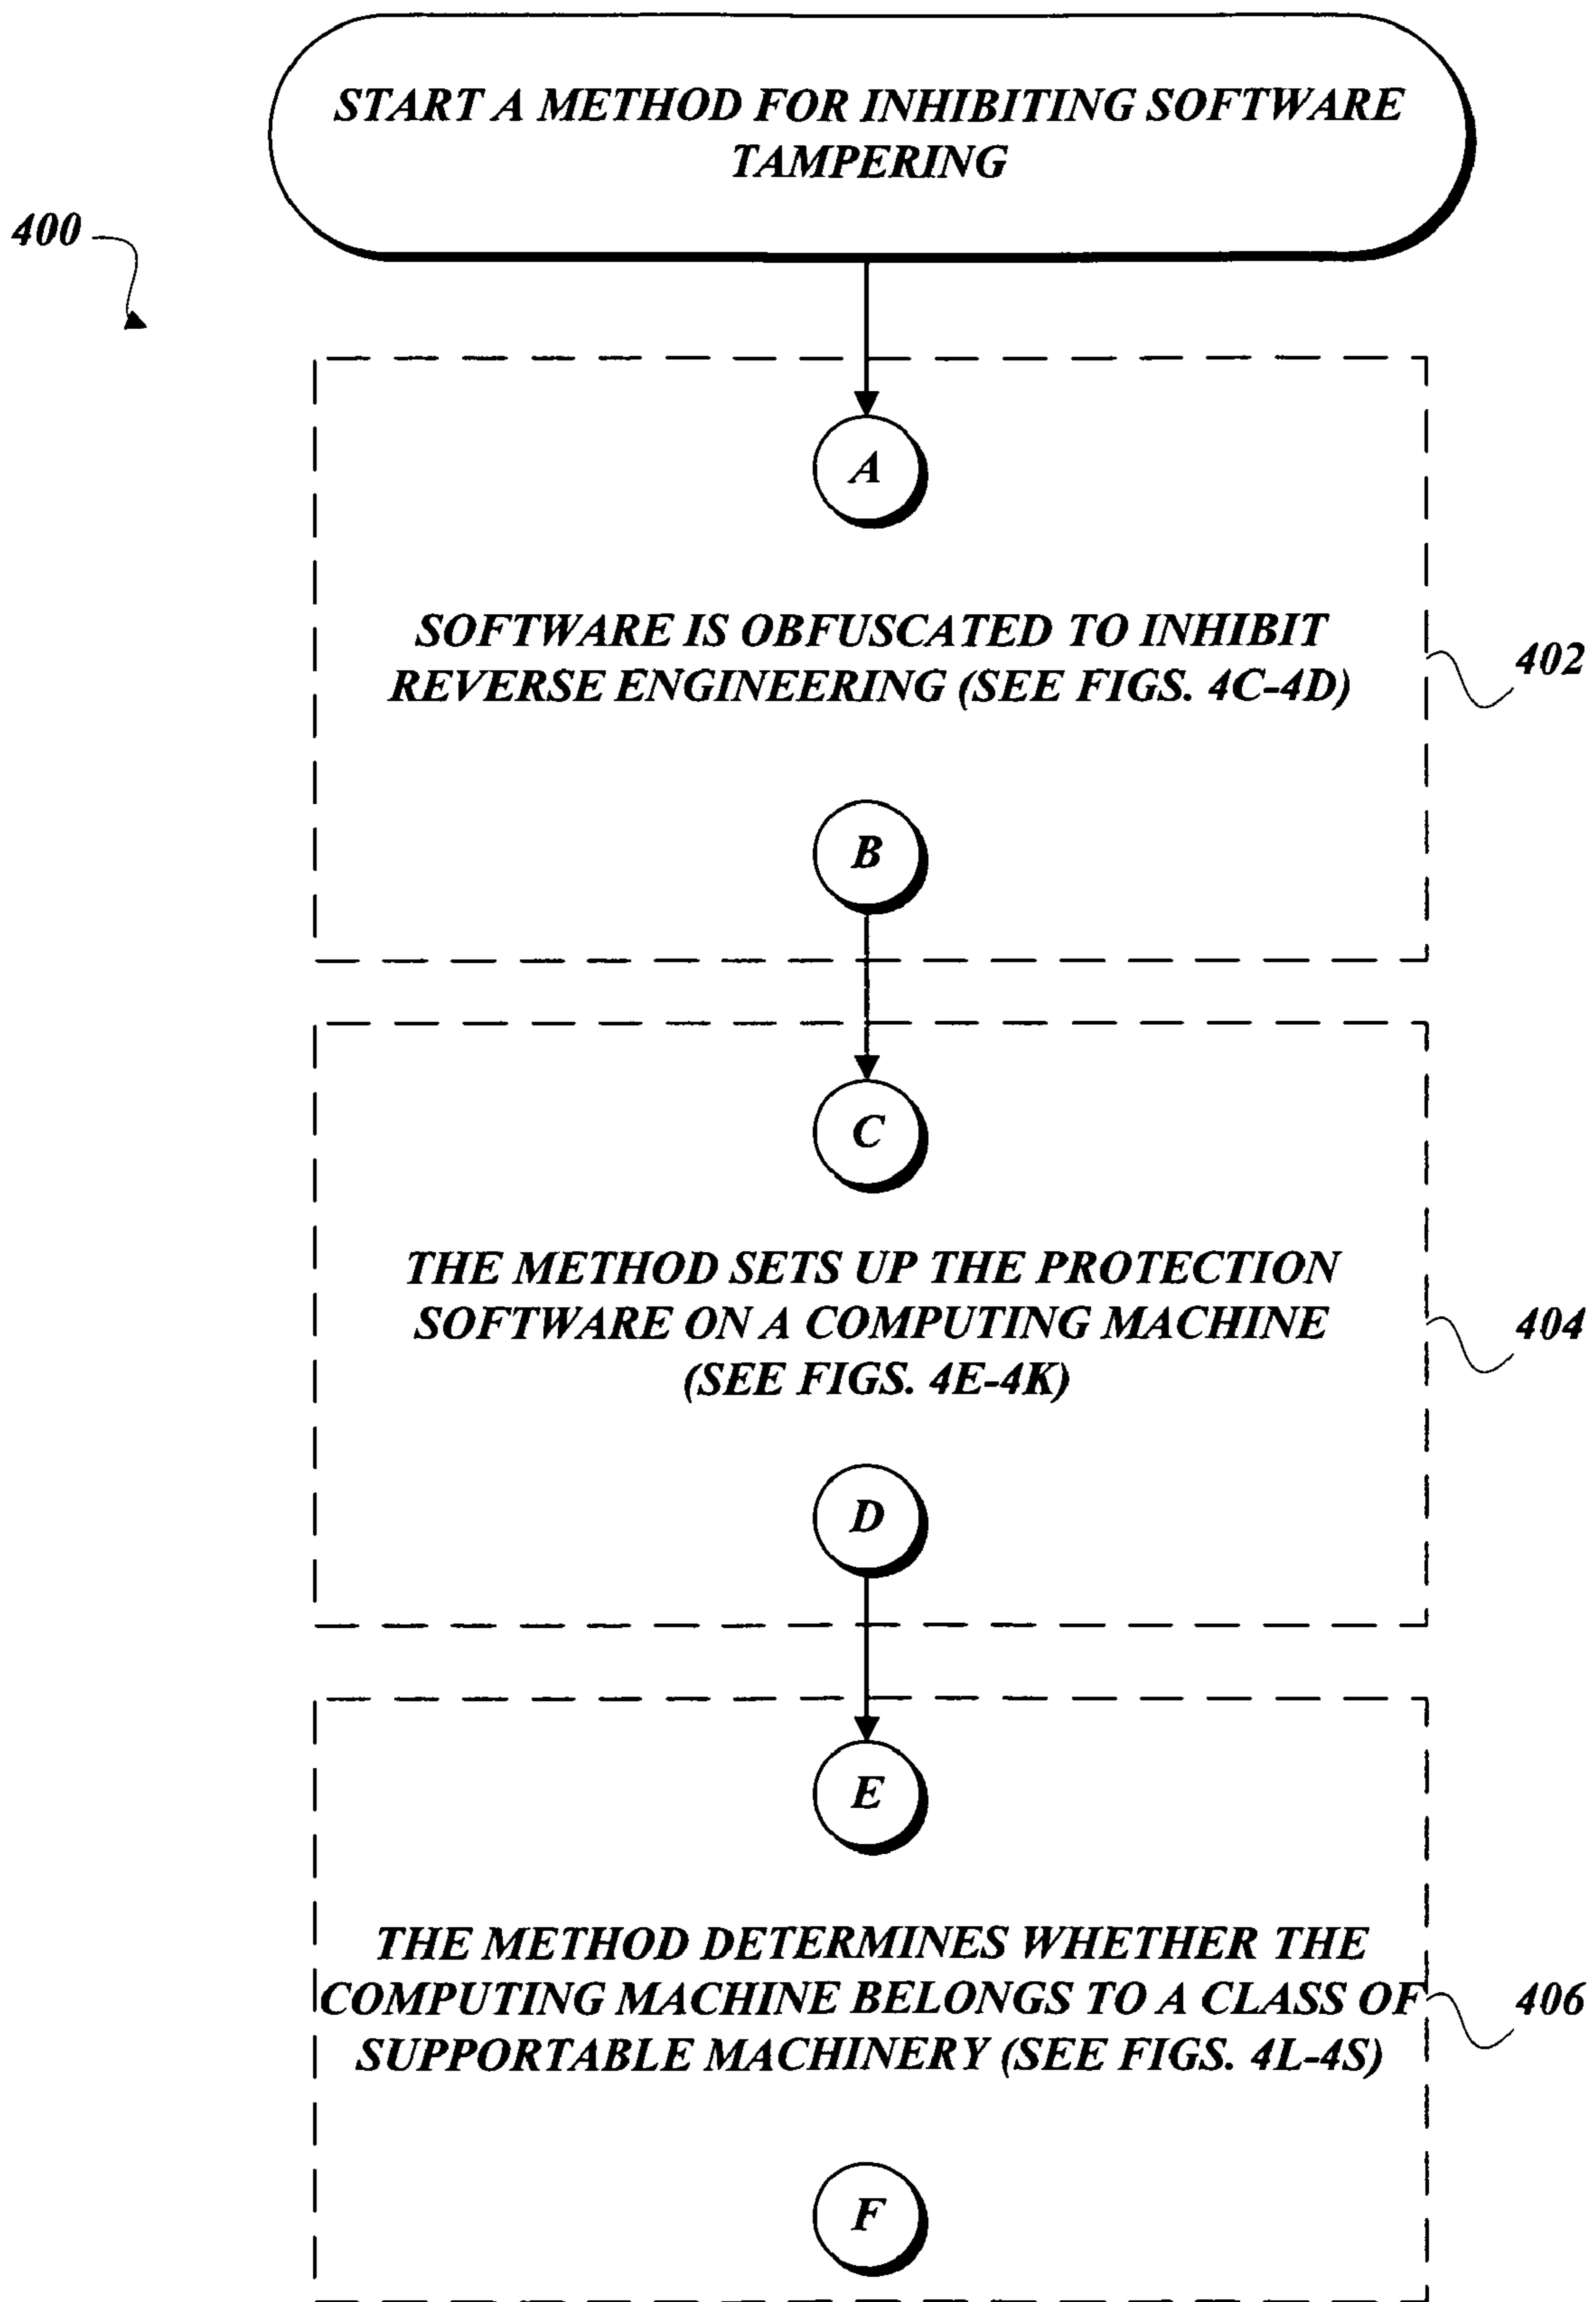 START A METHOD FOR INHIBITING SOFTWARE
TAMPERING
400
A
SOFTWARE IS OBFUSCATED TO INHIBIT
REVERSE ENGINEERING (SEE FIGS. 4C-4D)
402
B
C
THE METHOD SETS UP THE PROTECTION
SOFTWARE ON A COMPUTING MACHINE
(SEE FIGS. 4E-4K)
404
D
E
THE METHOD DETERMINES WHETHER THE
COMPUTING MACHINE BELONGS TO A CLASS OF
SUPPORTABLE MACHINERY (SEE FIGS. 4L-4S)
406
F